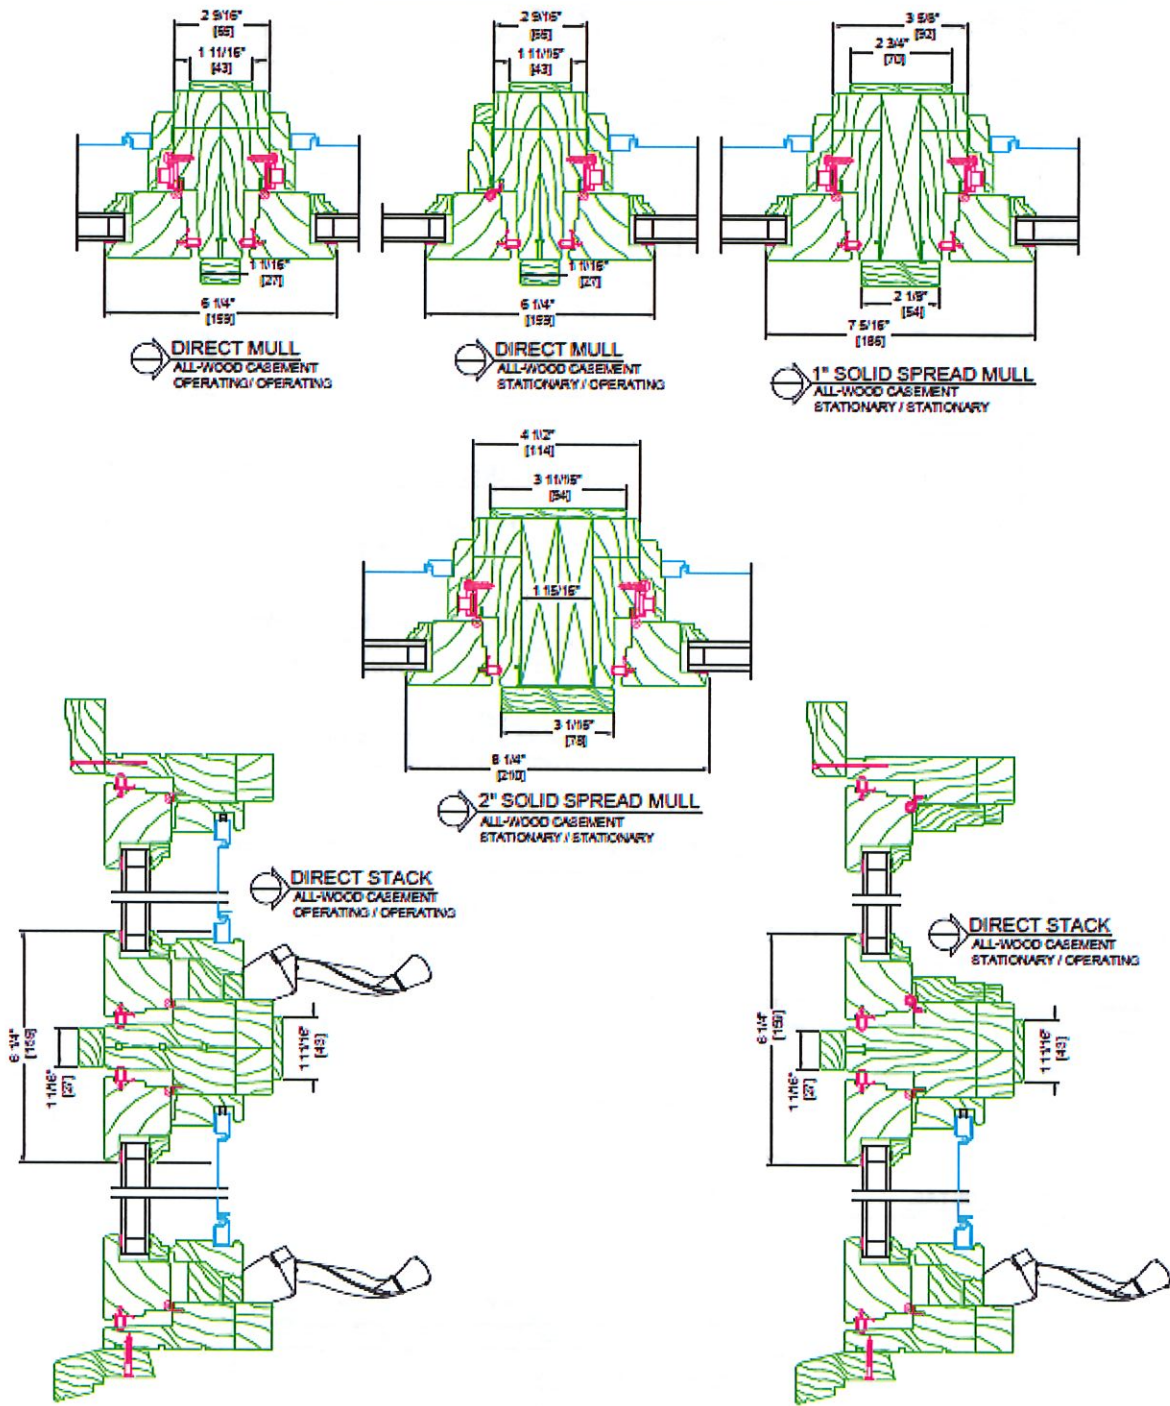 2 9/16"
[65]
1 11/16"
[43]
1 1/16"
[27]
6 1/4"
[159]
DIRECT MULL
ALL-WOOD CASEMENT
OPERATING/ OPERATING
2 9/16"
[65]
1 11/16"
[43]
1 1/16"
[27]
6 1/4"
[159]
DIRECT MULL
ALL-WOOD CASEMENT
STATIONARY / OPERATING
3 5/8"
[92]
2 3/4"
[70]
2 1/8"
[54]
7 5/16"
[186]
1" SOLID SPREAD MULL
ALL-WOOD CASEMENT
STATIONARY / STATIONARY
4 1/2"
[114]
3 11/16"
[94]
1 15/16"
3 1/16"
[78]
8 1/4"
[210]
2" SOLID SPREAD MULL
ALL-WOOD CASEMENT
STATIONARY / STATIONARY
DIRECT STACK
ALL-WOOD CASEMENT
OPERATING / OPERATING
6 1/4"
[159]
1 1/16"
[27]
1 11/16"
[43]
DIRECT STACK
ALL-WOOD CASEMENT
STATIONARY / OPERATING
6 1/4"
[159]
1 1/16"
[27]
1 11/16"
[43]